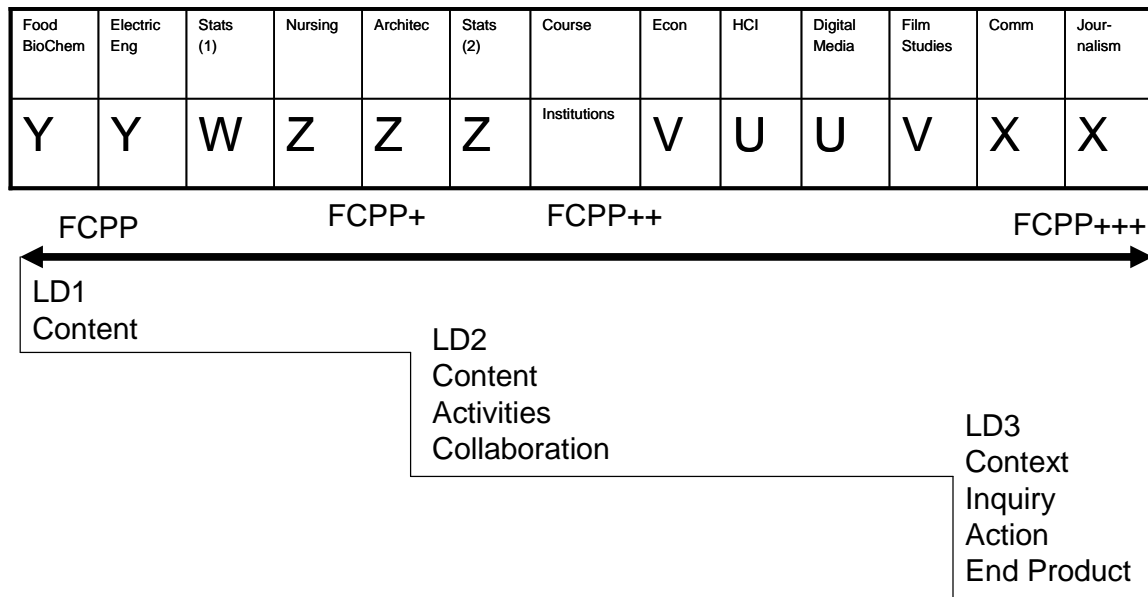 Food BioChem Electric Eng Stats (1) Nursing Architec Stats (2) Course Econ HCI Digital Media Film Studies Comm Jour-nalism
Y Y W Z Z Z Institutions V U U V X X
FCPP FCPP+ FCPP++ FCPP+++
LD1
Content
LD2
Content
Activities
Collaboration
LD3
Context
Inquiry
Action
End Product